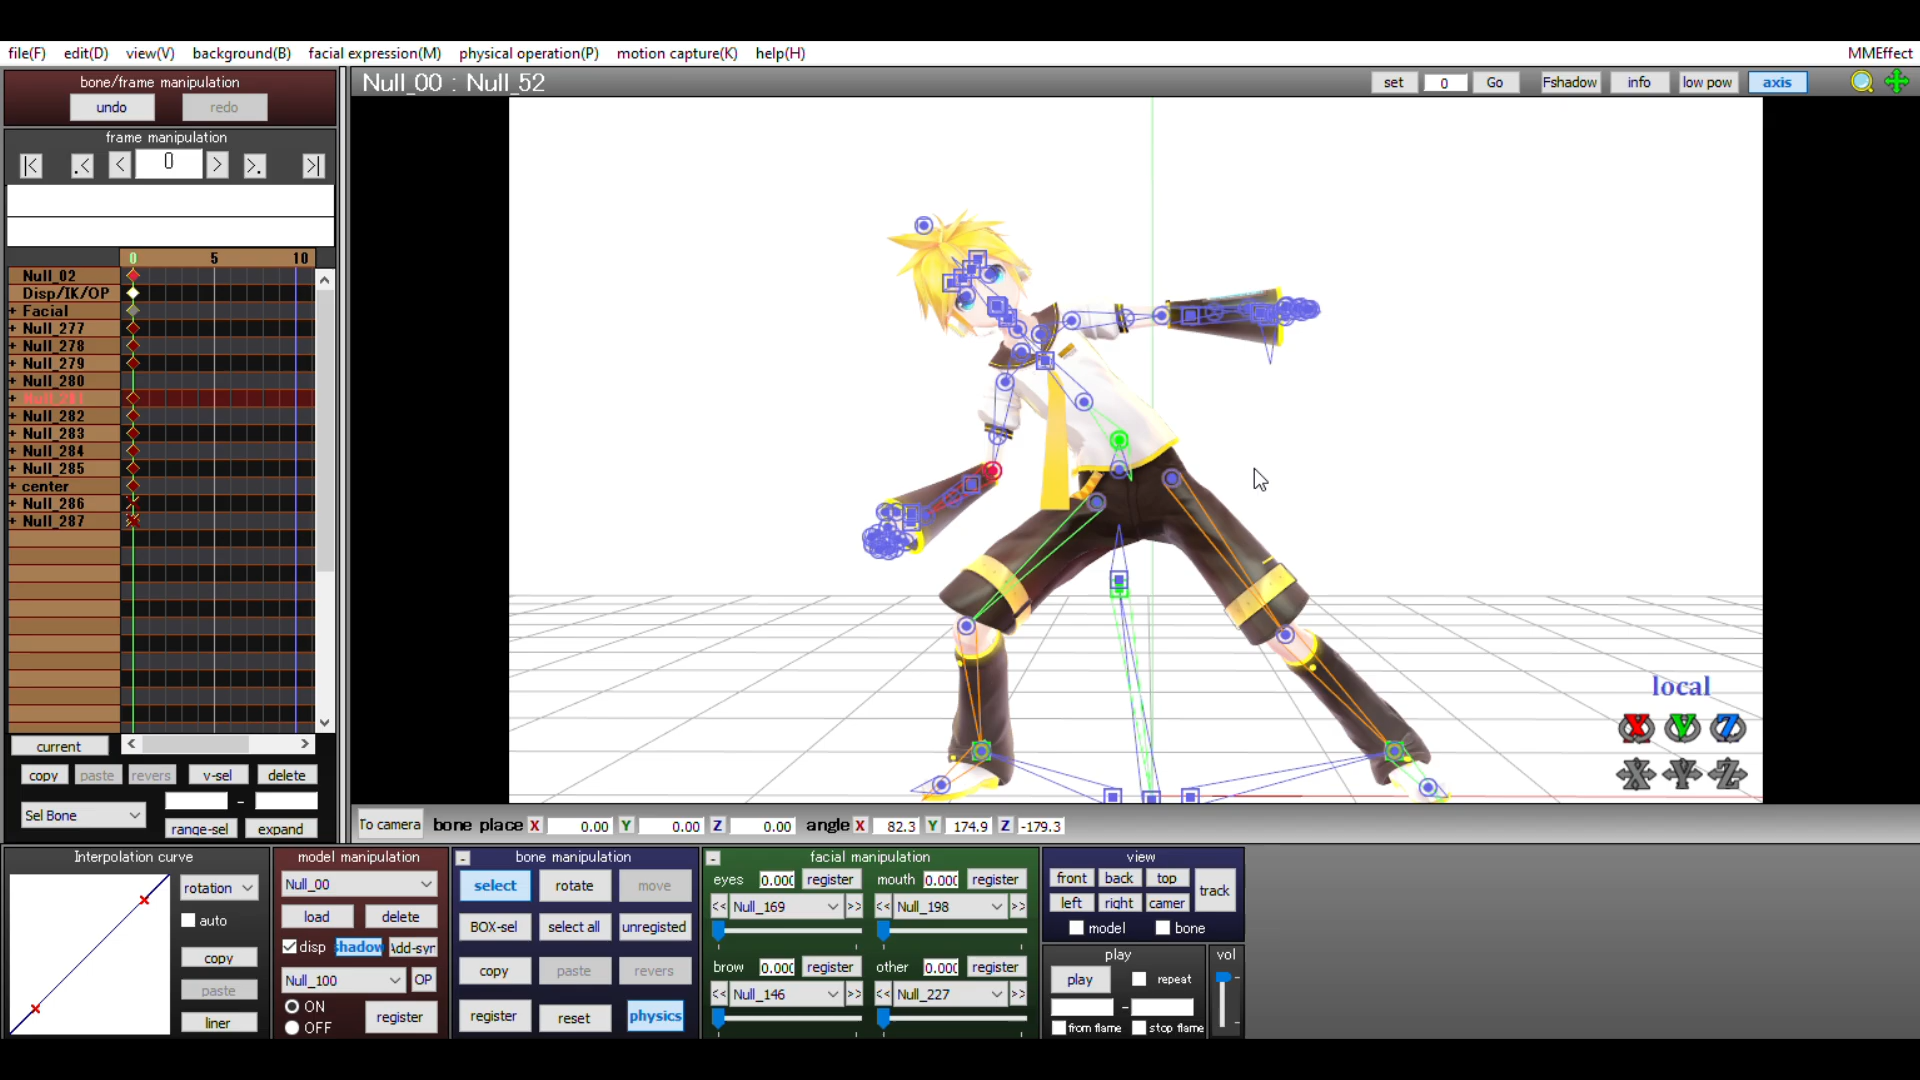 file(F) edit(D) view(V) background(B) facial expression(M) physical operation(P) motion capture(K) help(H) MMEffect
bone/frame manipulation
undo redo
frame manipulation
|< .< < 0 > >. >|
Null_00 : Null_52
set 0 Go Fshadow info low pow axis
0 5 10
Null_02
Disp/IK/OP
+ Facial
+ Null_277
+ Null_278
+ Null_279
+ Null_280
+ Null_281
+ Null_282
+ Null_283
+ Null_284
+ Null_285
+ center
+ Null_286
+ Null_287
local
X Y Z
X Y Z
current
copy paste revers v-sel delete
Sel Bone -
range-sel expand
To camera bone place X 0.00 Y 0.00 Z 0.00 angle X 82.3 Y 174.9 Z -179.3
Interpolation curve
rotation
auto
copy
paste
liner
model manipulation
Null_00
load delete
disp shadow Add-syn
Null_100 OP
ON
OFF
register
- bone manipulation
select rotate move
BOX-sel select all unregisted
copy paste revers
register reset physics
- facial manipulation
eyes 0.000 register mouth 0.000 register
<< Null_169 >> << Null_198 >>
brow 0.000 register other 0.000 register
<< Null_146 >> << Null_227 >>
view
front back top
left right camer
track
model bone
play
play repeat
-
from flame stop flame
vol